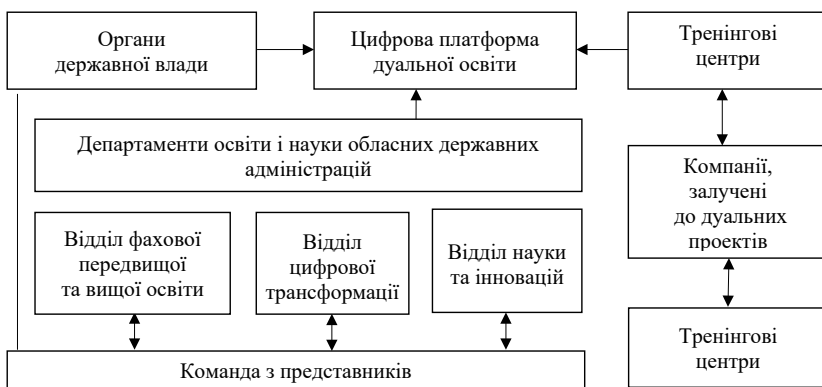 Органи
державної влади
Цифрова платформа
дуальної освіти
Тренінгові
центри
Департаменти освіти і науки обласних державних
адміністрацій
Компанії,
залучені
до дуальних
проектів
Відділ фахової
передвищої
та вищої освіти
Відділ
цифрової
трансформації
Відділ науки
та інновацій
Тренінгові
центри
Команда з представників